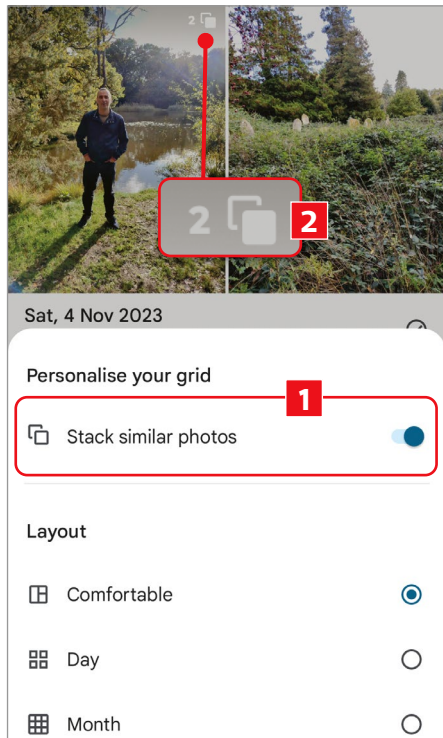 2
2
2
Sat, 4 Nov 2023
Personalise your grid
1
Stack similar photos
Layout
Comfortable
Day
Month